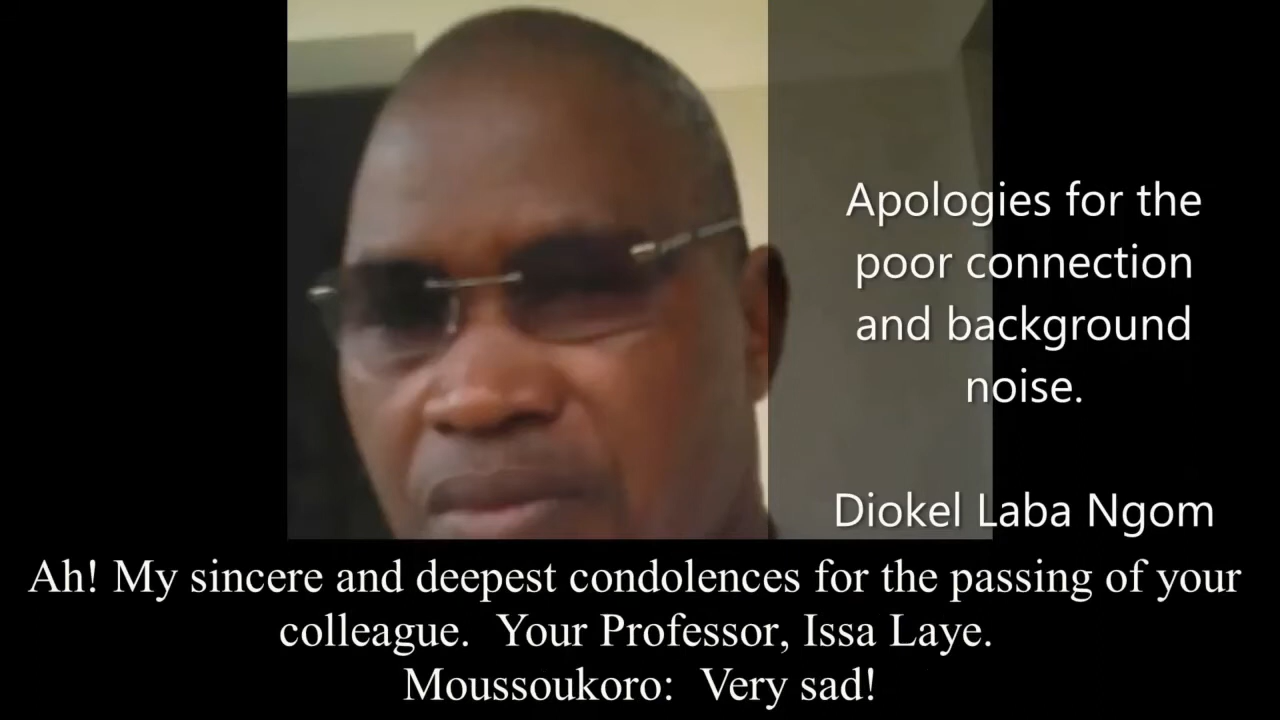 Apologies for the
poor connection
and background
noise.
Diokel Laba Ngom
Ah! My sincere and deepest condolences for the passing of your
colleague.  Your Professor, Issa Laye.
Moussoukoro:  Very sad!